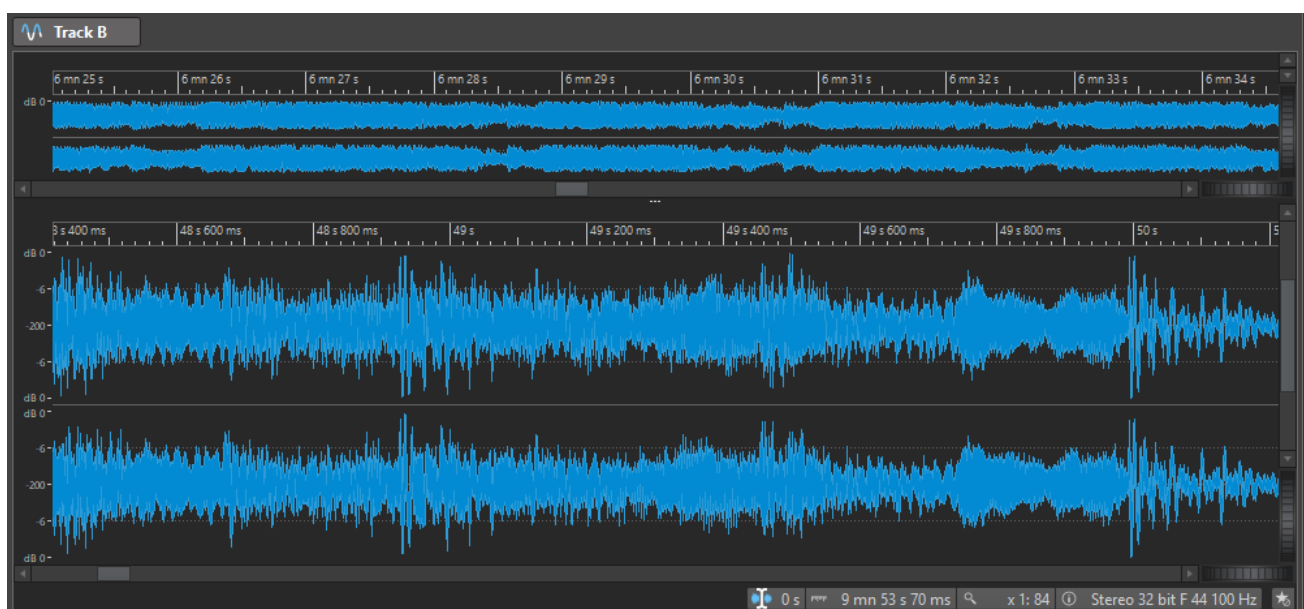 Track B
6 mn 25 s 6 mn 26 s 6 mn 27 s 6 mn 28 s 6 mn 29 s 6 mn 30 s 6 mn 31 s 6 mn 32 s 6 mn 33 s 6 mn 34 s
dB 0
...
s 400 ms 48 s 600 ms 48 s 800 ms 49 s 49 s 200 ms 49 s 400 ms 49 s 600 ms 49 s 800 ms 50 s 5
dB 0
-6
-200
-6
dB 0
dB 0
-6
-200
-6
dB 0
0 s 9 mn 53 s 70 ms x 1: 84 Stereo 32 bit F 44 100 Hz